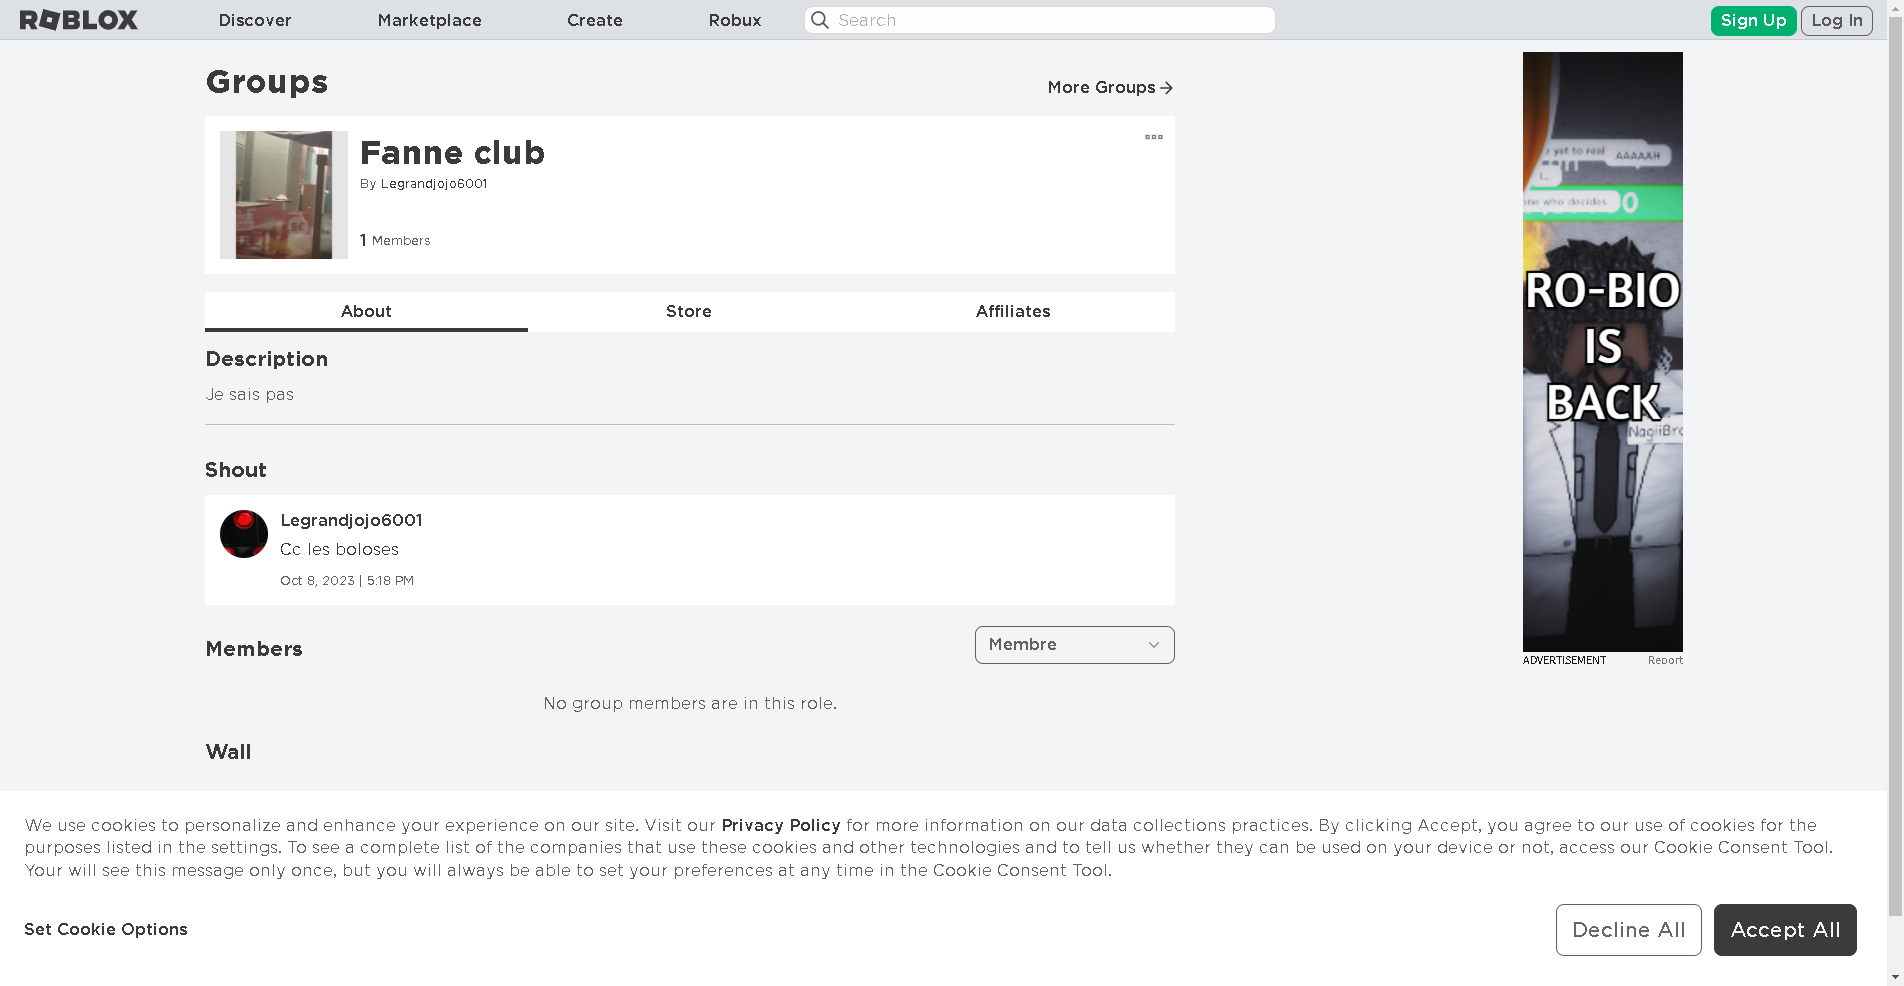 ROBLOX Discover Marketplace Create Robux Search Sign Up Log In
Groups
More Groups
Fanne club
By Legrandjojo6001
1 Members
About Store Affiliates
Description
Je sais pas
Shout
Legrandjojo6001
Cc les boloses
Oct 8, 2023 | 5:18 PM
Members
Membre
No group members are in this role.
Wall
yet to real
AAAAAH
one who decides..
0
RO-BIO
IS
BACK
ADVERTISEMENT Report
We use cookies to personalize and enhance your experience on our site. Visit our Privacy Policy for more information on our data collections practices. By clicking Accept, you agree to our use of cookies for the
purposes listed in the settings. To see a complete list of the companies that use these cookies and other technologies and to tell us whether they can be used on your device or not, access our Cookie Consent Tool.
Your will see this message only once, but you will always be able to set your preferences at any time in the Cookie Consent Tool.
Set Cookie Options
Decline All
Accept All